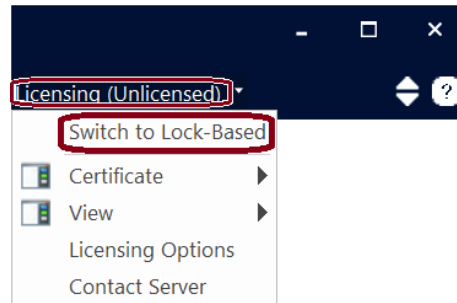 Licensing (Unlicensed)
Switch to Lock-Based
Certificate
View
Licensing Options
Contact Server
?